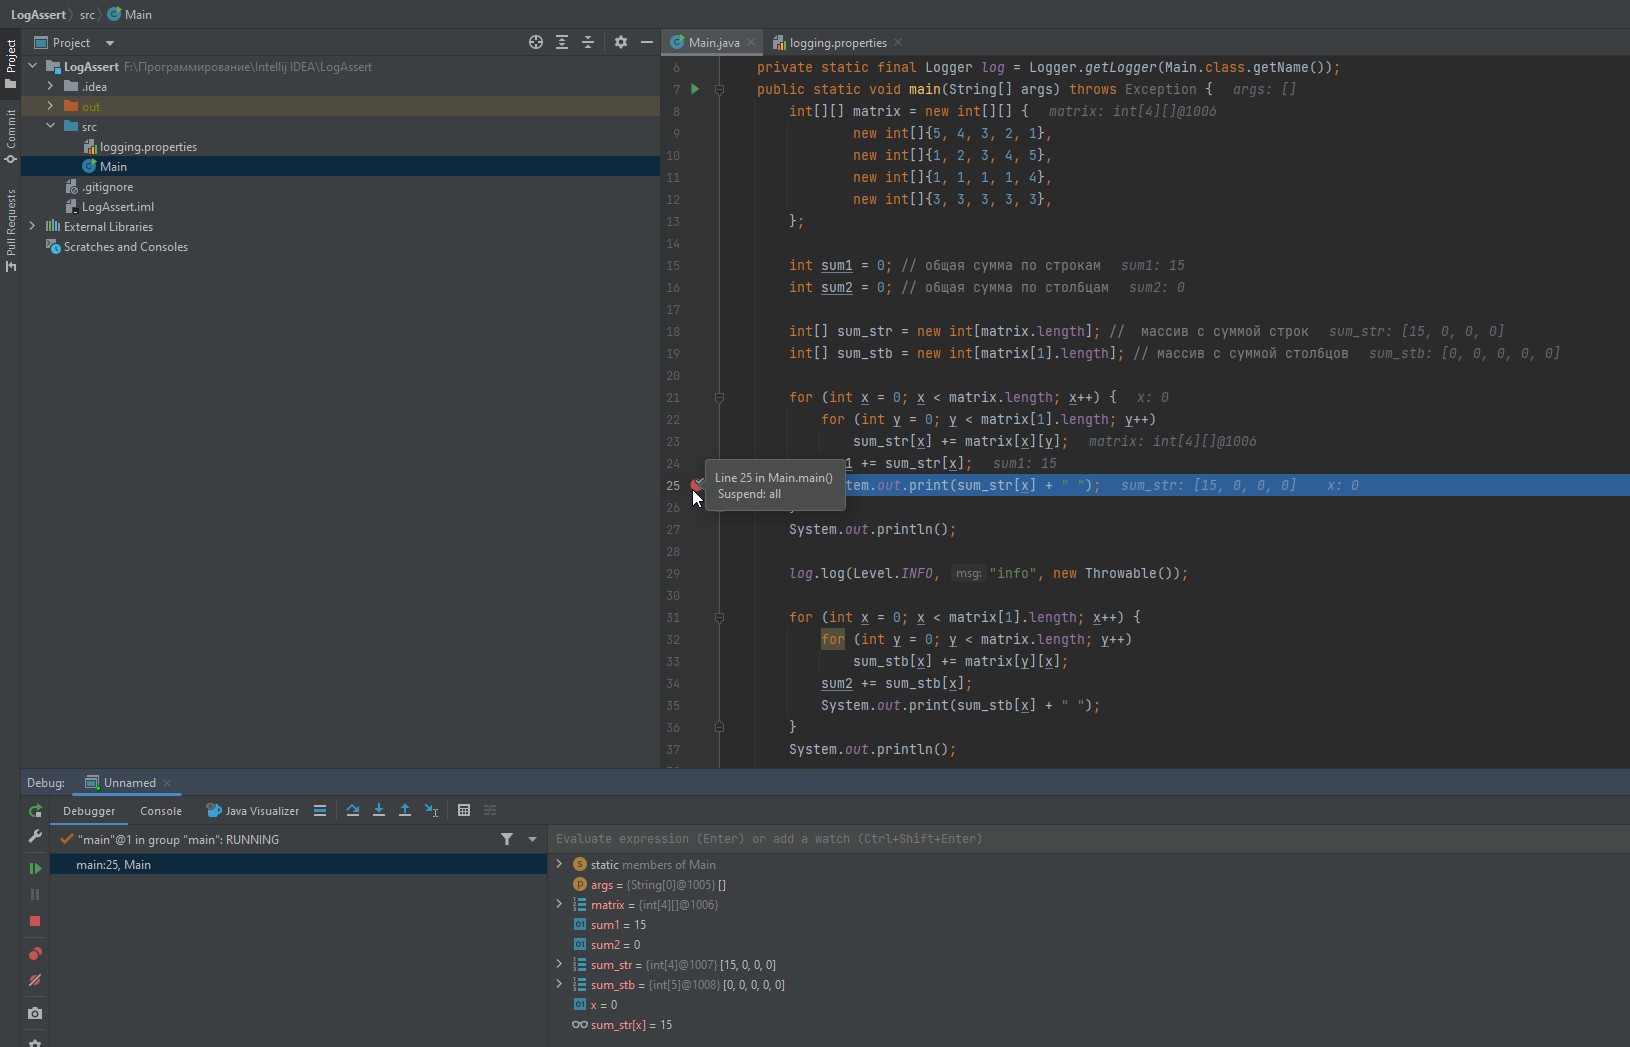 LogAssert src Main
Project
Main.java
logging.properties
Project
Commit
Pull Requests
LogAssert F:\Программирование\Intellij IDEA\LogAssert
.idea
out
src
logging.properties
Main
.gitignore
LogAssert.iml
External Libraries
Scratches and Consoles
6 private static final Logger log = Logger.getLogger(Main.class.getName());
7 public static void main(String[] args) throws Exception { args: []
8 int[][] matrix = new int[][] { matrix: int[4][]@1006
9 new int[]{5, 4, 3, 2, 1},
10 new int[]{1, 2, 3, 4, 5},
11 new int[]{1, 1, 1, 1, 4},
12 new int[]{3, 3, 3, 3, 3},
13 };
14
15 int sum1 = 0; // общая сумма по строкам sum1: 15
16 int sum2 = 0; // общая сумма по столбцам sum2: 0
17
18 int[] sum_str = new int[matrix.length]; // массив с суммой строк sum_str: [15, 0, 0, 0]
19 int[] sum_stb = new int[matrix[1].length]; // массив с суммой столбцов sum_stb: [0, 0, 0, 0, 0]
20
21 for (int x = 0; x < matrix.length; x++) { x: 0
22 for (int y = 0; y < matrix[1].length; y++)
23 sum_str[x] += matrix[x][y]; matrix: int[4][]@1006
24 1 += sum_str[x]; sum1: 15
25 tem.out.print(sum_str[x] + " "); sum_str: [15, 0, 0, 0] x: 0
Line 25 in Main.main()
Suspend: all
26
27 System.out.println();
28
29 log.log(Level.INFO, msg: "info", new Throwable());
30
31 for (int x = 0; x < matrix[1].length; x++) {
32 for (int y = 0; y < matrix.length; y++)
33 sum_stb[x] += matrix[y][x];
34 sum2 += sum_stb[x];
35 System.out.print(sum_stb[x] + " ");
36 }
37 System.out.println();
Debug: Unnamed
Debugger Console Java Visualizer
"main"@1 in group "main": RUNNING
main:25, Main
Evaluate expression (Enter) or add a watch (Ctrl+Shift+Enter)
static members of Main
args = {String[0]@1005} []
matrix = {int[4][]@1006}
sum1 = 15
sum2 = 0
sum_str = {int[4]@1007} [15, 0, 0, 0]
sum_stb = {int[5]@1008} [0, 0, 0, 0, 0]
x = 0
sum_str[x] = 15